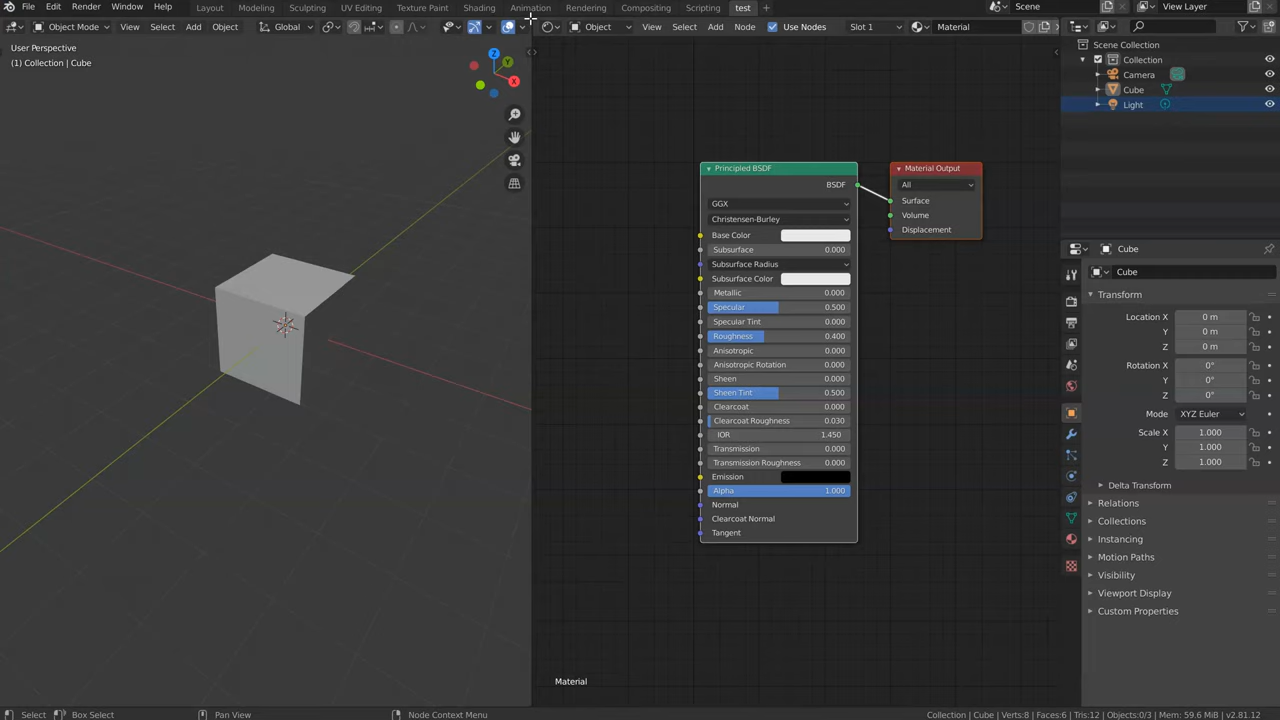 File Edit Render Window Help Layout Modeling Sculpting UV Editing Texture Paint Shading Animation Rendering Compositing Scripting test + Scene View Layer
Object Mode View Select Add Object Global
Object View Select Add Node Use Nodes Slot 1 Material
User Perspective
(1) Collection | Cube
Z
Y
X
Principled BSDF
BSDF
GGX
Christensen-Burley
Base Color
Subsurface 0.000
Subsurface Radius
Subsurface Color
Metallic 0.000
Specular 0.500
Specular Tint 0.000
Roughness 0.400
Anisotropic 0.000
Anisotropic Rotation 0.000
Sheen 0.000
Sheen Tint 0.500
Clearcoat 0.000
Clearcoat Roughness 0.030
IOR 1.450
Transmission 0.000
Transmission Roughness 0.000
Emission
Alpha 1.000
Normal
Clearcoat Normal
Tangent
Material Output
All
Surface
Volume
Displacement
Material
Scene Collection
Collection
Camera
Cube
Light
Cube
Cube
Transform
Location X 0 m
Y 0 m
Z 0 m
Rotation X 0°
Y 0°
Z 0°
Mode XYZ Euler
Scale X 1.000
Y 1.000
Z 1.000
Delta Transform
Relations
Collections
Instancing
Motion Paths
Visibility
Viewport Display
Custom Properties
Select Box Select Pan View Node Context Menu Collection | Cube | Verts:8 | Faces:6 | Tris:12 | Objects:0/3 | Mem: 59.6 MiB | v2.81.12